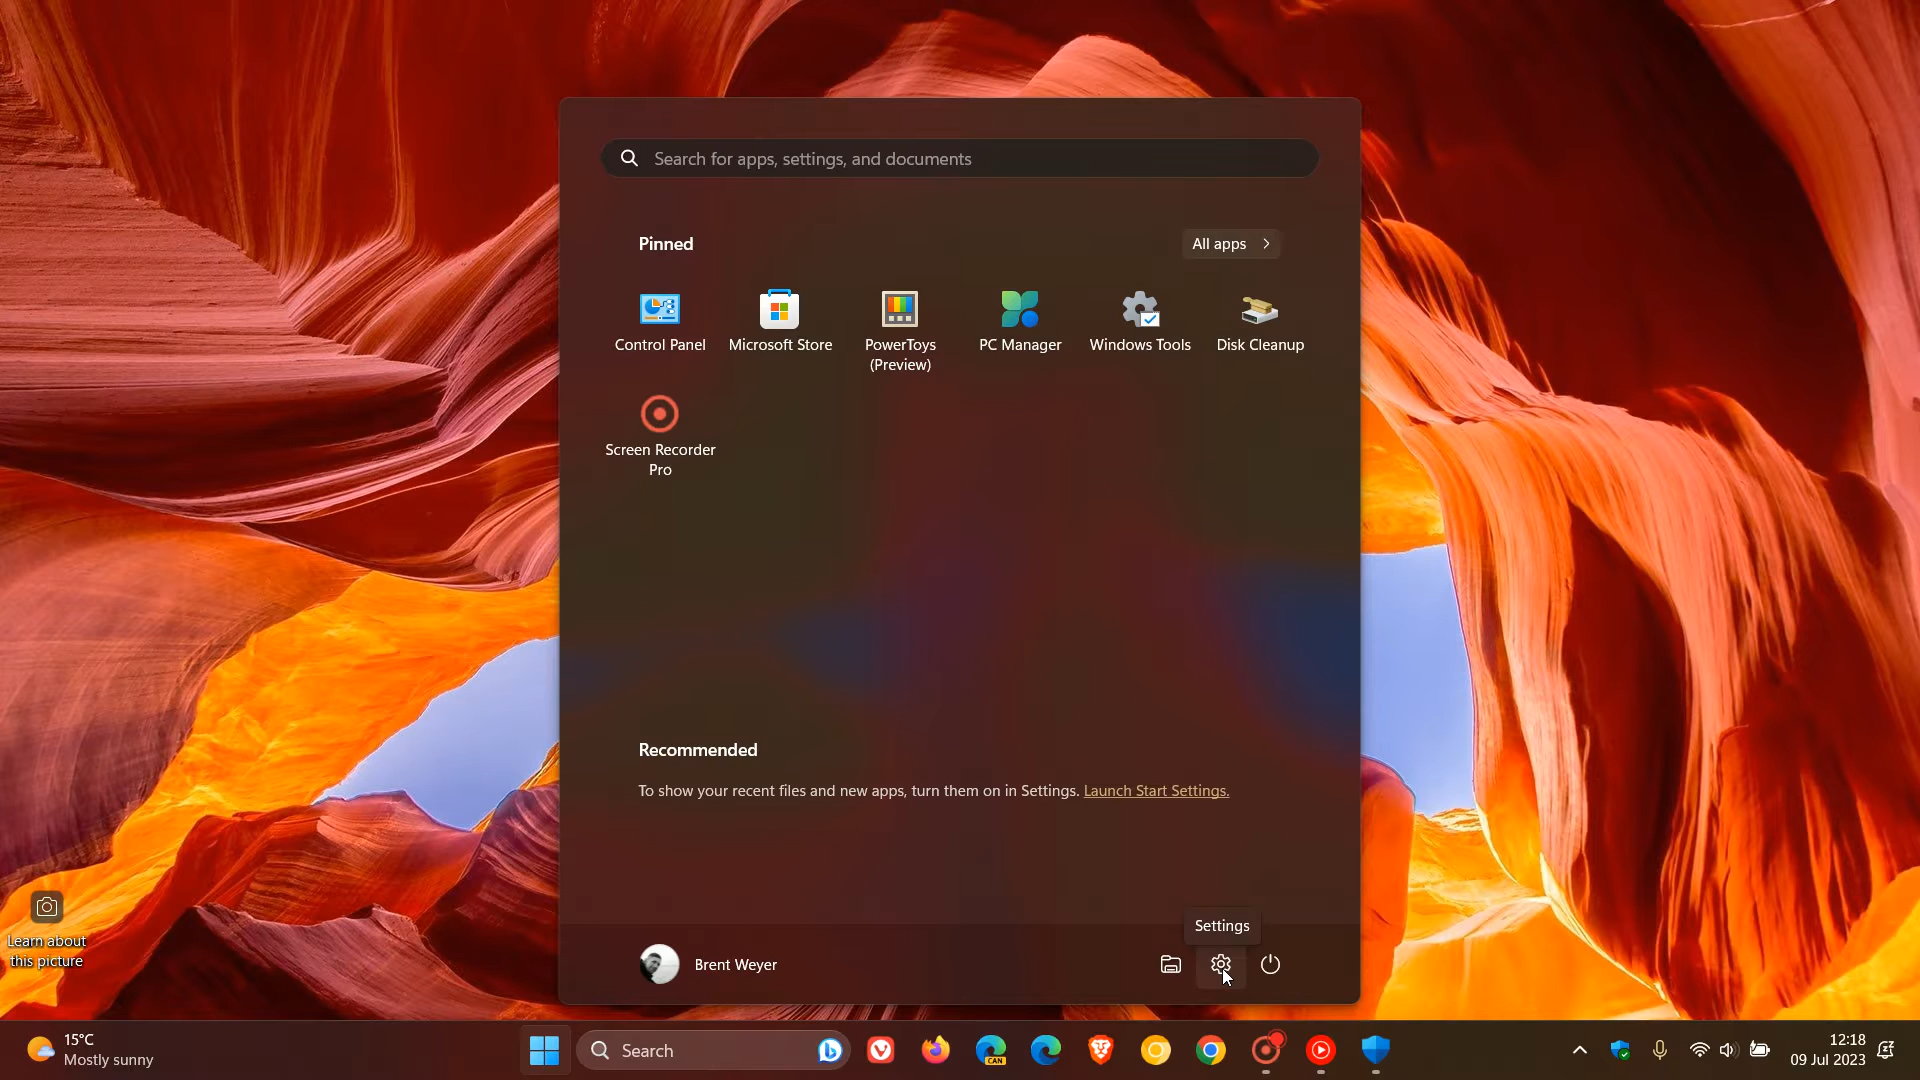 Search for apps, settings, and documents
Pinned
All apps
Control Panel
Microsoft Store
PowerToys
(Preview)
PC Manager
Windows Tools
Disk Cleanup
Screen Recorder
Pro
Recommended
To show your recent files and new apps, turn them on in Settings. Launch Start Settings.
Settings
Brent Weyer
Learn about
this picture
15°C
Mostly sunny
Search
CAN
12:18
09 Jul 2023